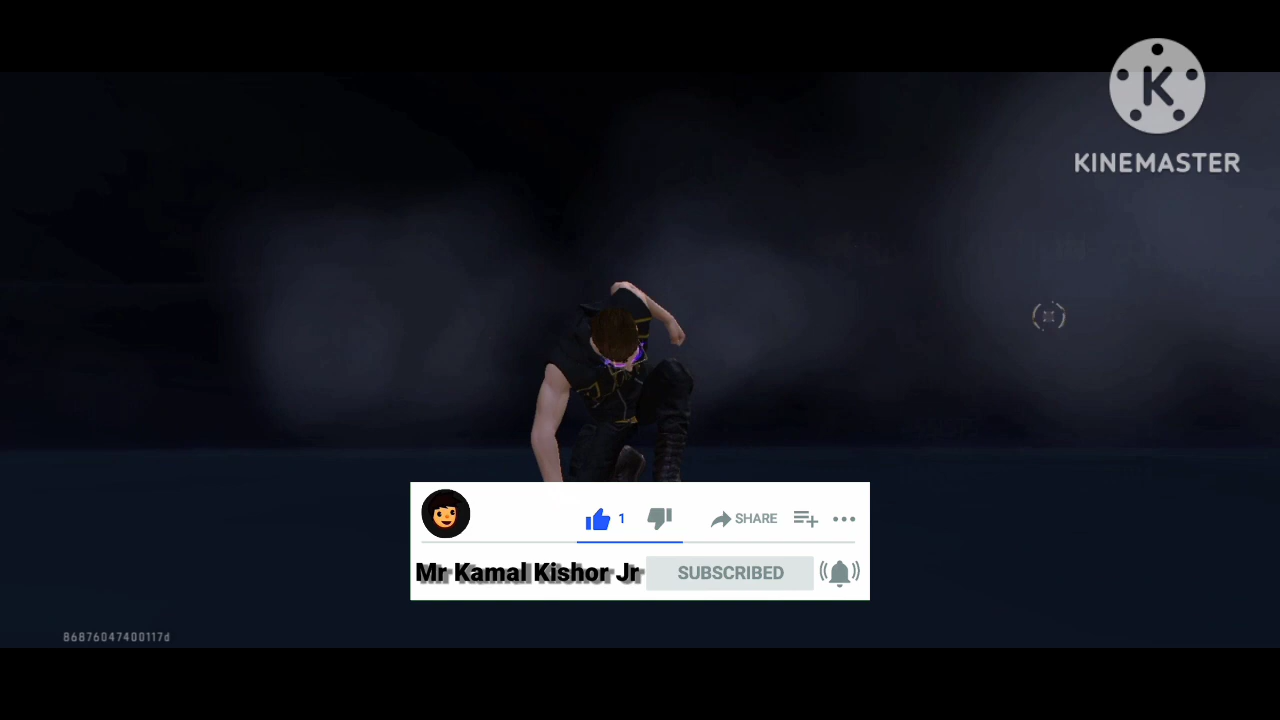 K
KINEMASTER
1
SHARE
Mr Kamal Kishor Jr
SUBSCRIBED
86876047400117d